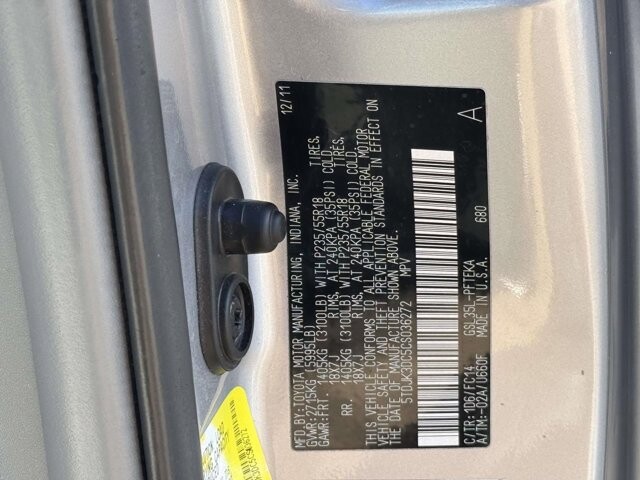 MFD. BY: TOYOTA MOTOR MANUFACTURING, INDIANA, INC. 12/11
GVWR: 2715KG (5985LB)
GAWR:FRT. 1405KG (3100LB) WITH P235/55R18 TIRES,
18X7J RIMS, AT 240KPA (35PSI) COLD.
RR. 1405KG (3100LB) WITH P235/55R18 TIRES,
18X7J RIMS, AT 240KPA (35PSI) COLD.
THIS VEHICLE CONFORMS TO ALL APPLICABLE FEDERAL MOTOR
VEHICLE SAFETY AND THEFT PREVENTION STANDARDS IN EFFECT ON
THE DATE OF MANUFACTURE SHOWN ABOVE.
5TDJK3DC5CS036272 MPV
C/TR: 1D6/FC14 GSL35L-PFTEKA 680 A
A/TM: -02A/U660F MADE IN U.S.A.